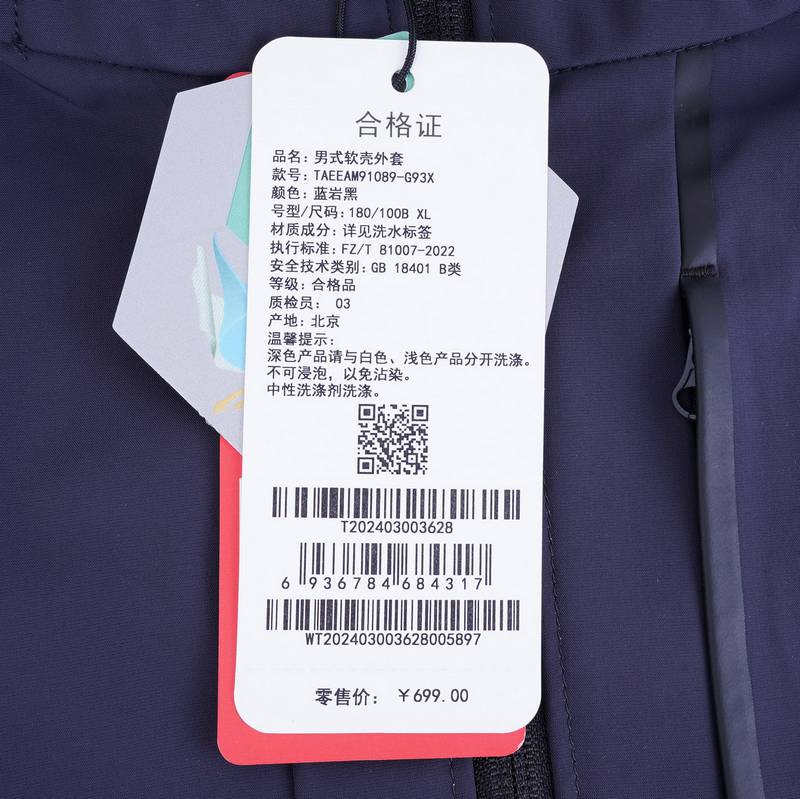 合格证
品名: 男式软壳外套
款号: TAEEAM91089-G93X
颜色: 蓝岩黑
号型/尺码: 180/100B XL
材质成分: 详见洗水标签
执行标准: FZ/T 81007-2022
安全技术类别: GB 18401 B类
等级: 合格品
质检员: 03
产地: 北京
温馨提示:
深色产品请与白色、浅色产品分开洗涤。
不可浸泡，以免沾染。
中性洗涤剂洗涤。
T202403003628
6 936784 684317
WT202403003628005897
零售价: ￥699.00